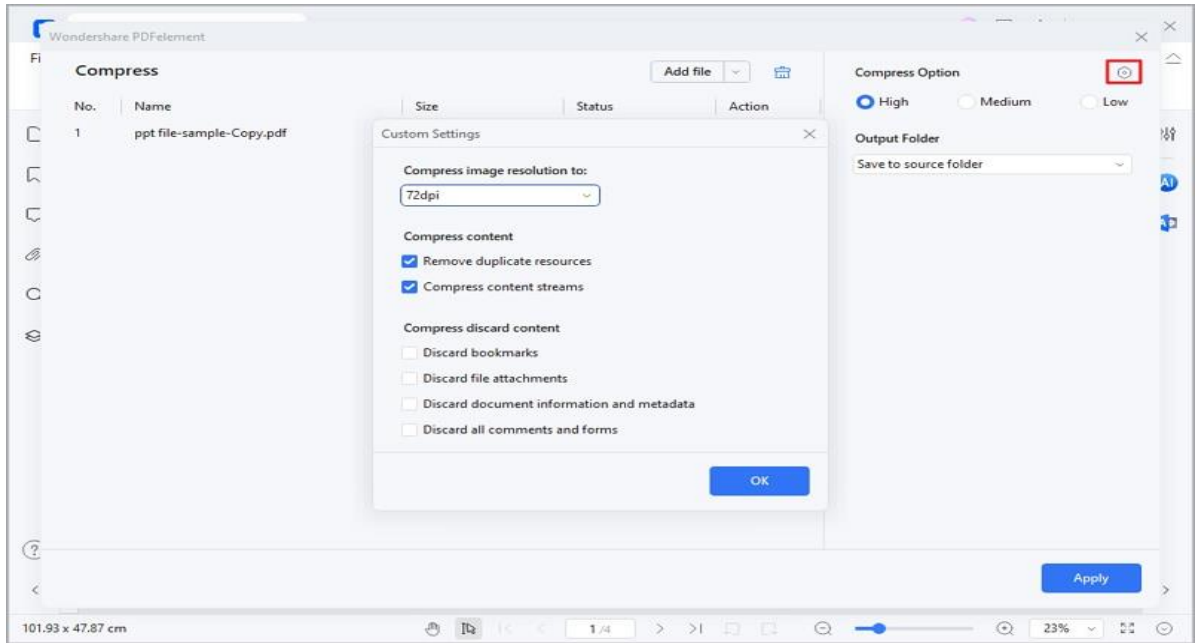 Wondershare PDFelement
Fi
Compress
Add file
No. Name Size Status Action
1 ppt file-sample-Copy.pdf
Compress Option
High Medium Low
Output Folder
Save to source folder
Custom Settings
Compress image resolution to:
72dpi
Compress content
Remove duplicate resources
Compress content streams
Compress discard content
Discard bookmarks
Discard file attachments
Discard document information and metadata
Discard all comments and forms
OK
AI
Apply
101.93 x 47.87 cm
1 /4
23%